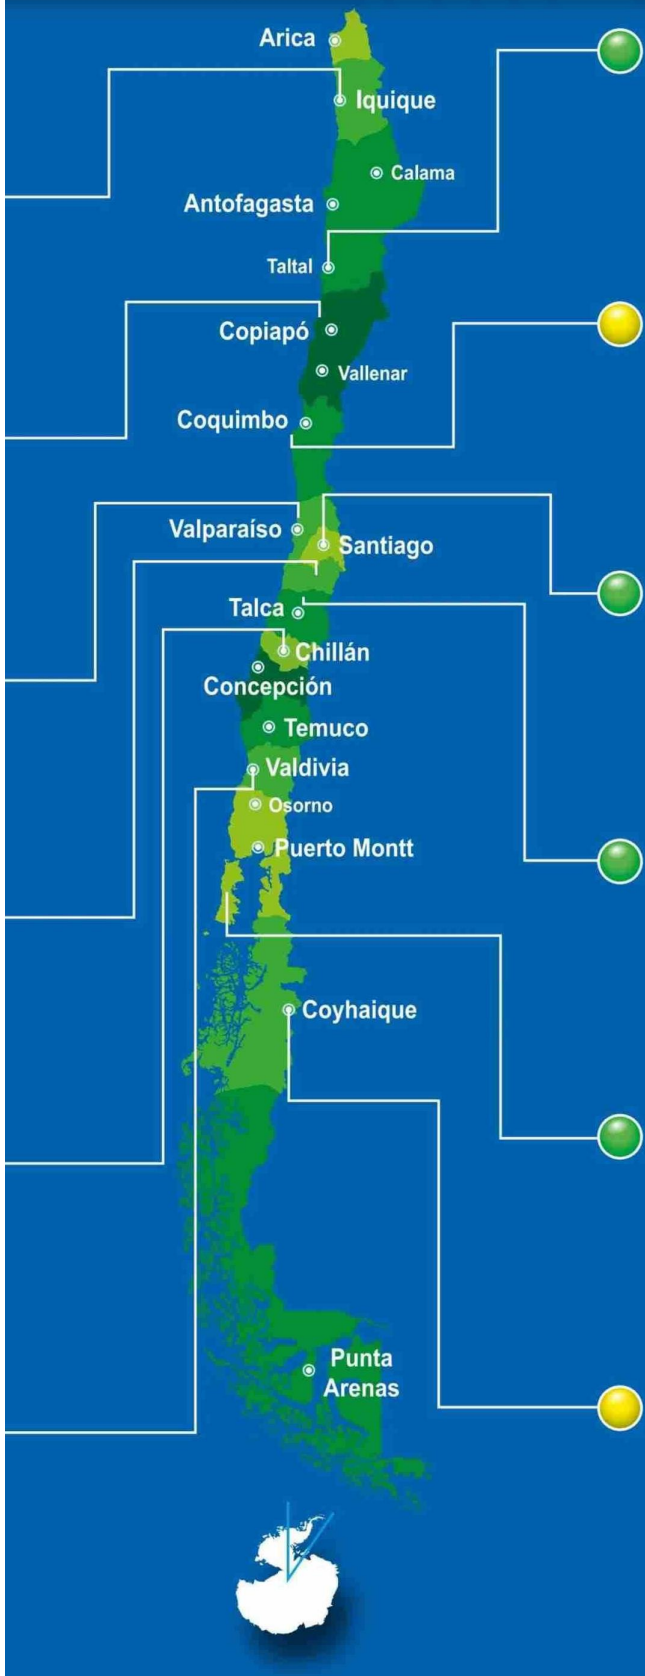 Arica
Iquique
Calama
Antofagasta
Taltal
Copiapó
Vallenar
Coquimbo
Valparaíso
Santiago
Talca
Chillán
Concepción
Temuco
Valdivia
Osorno
Puerto Montt
Coyhaique
Punta
Arenas